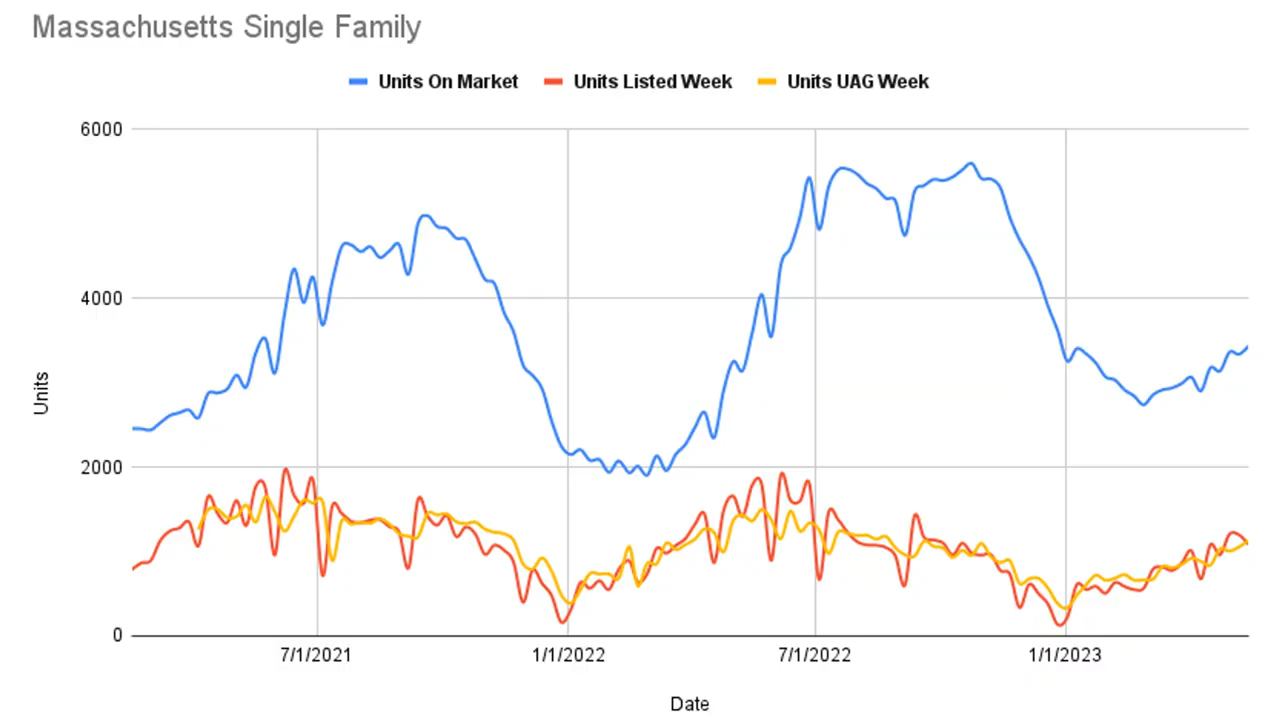 Massachusetts Single Family
Units On Market Units Listed Week Units UAG Week
6000
4000
2000
0
Units
7/1/2021 1/1/2022 7/1/2022 1/1/2023
Date